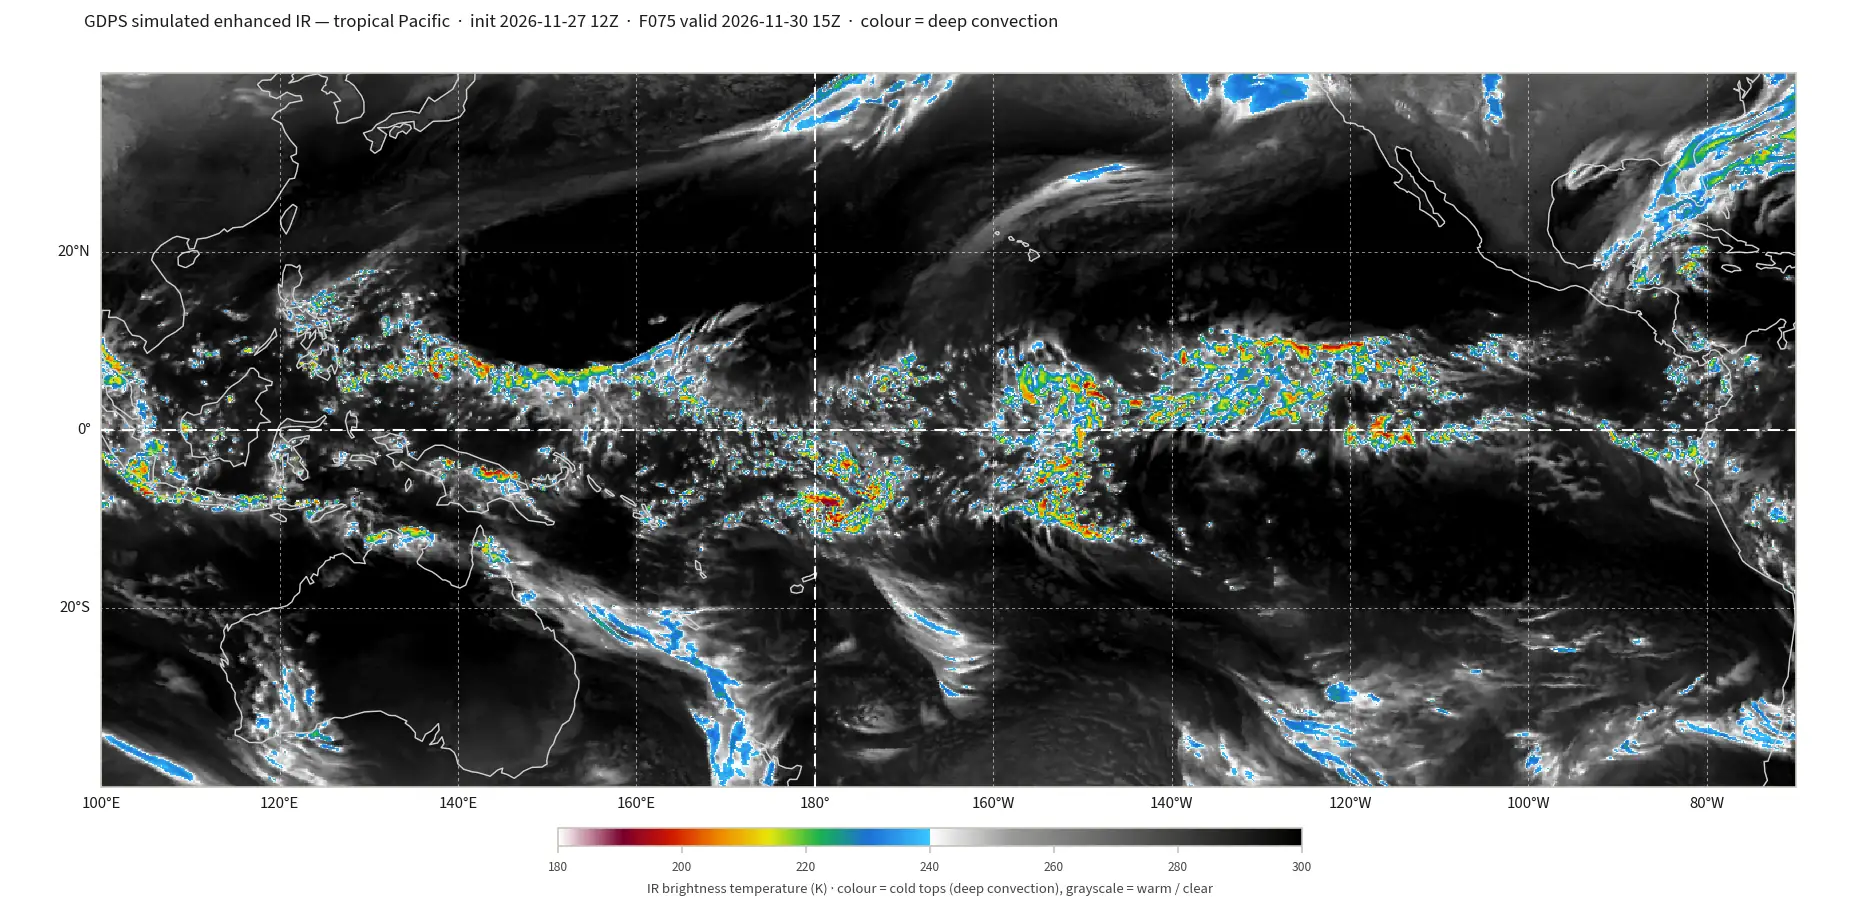 GDPS simulated enhanced IR — tropical Pacific · init 2026-11-27 12Z · F075 valid 2026-11-30 15Z · colour = deep convection
20°N
0°
20°S
100°E 120°E 140°E 160°E 180° 160°W 140°W 120°W 100°W 80°W
180 200 220 240 260 280 300
IR brightness temperature (K) · colour = cold tops (deep convection), grayscale = warm / clear